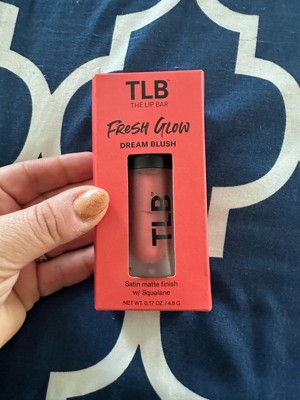 TLB™
THE LIP BAR
FRESH GLOW
DREAM BLUSH
TLB
Satin matte finish
w/ Squalane
NET WT. 0.17 OZ. / 4.8 G